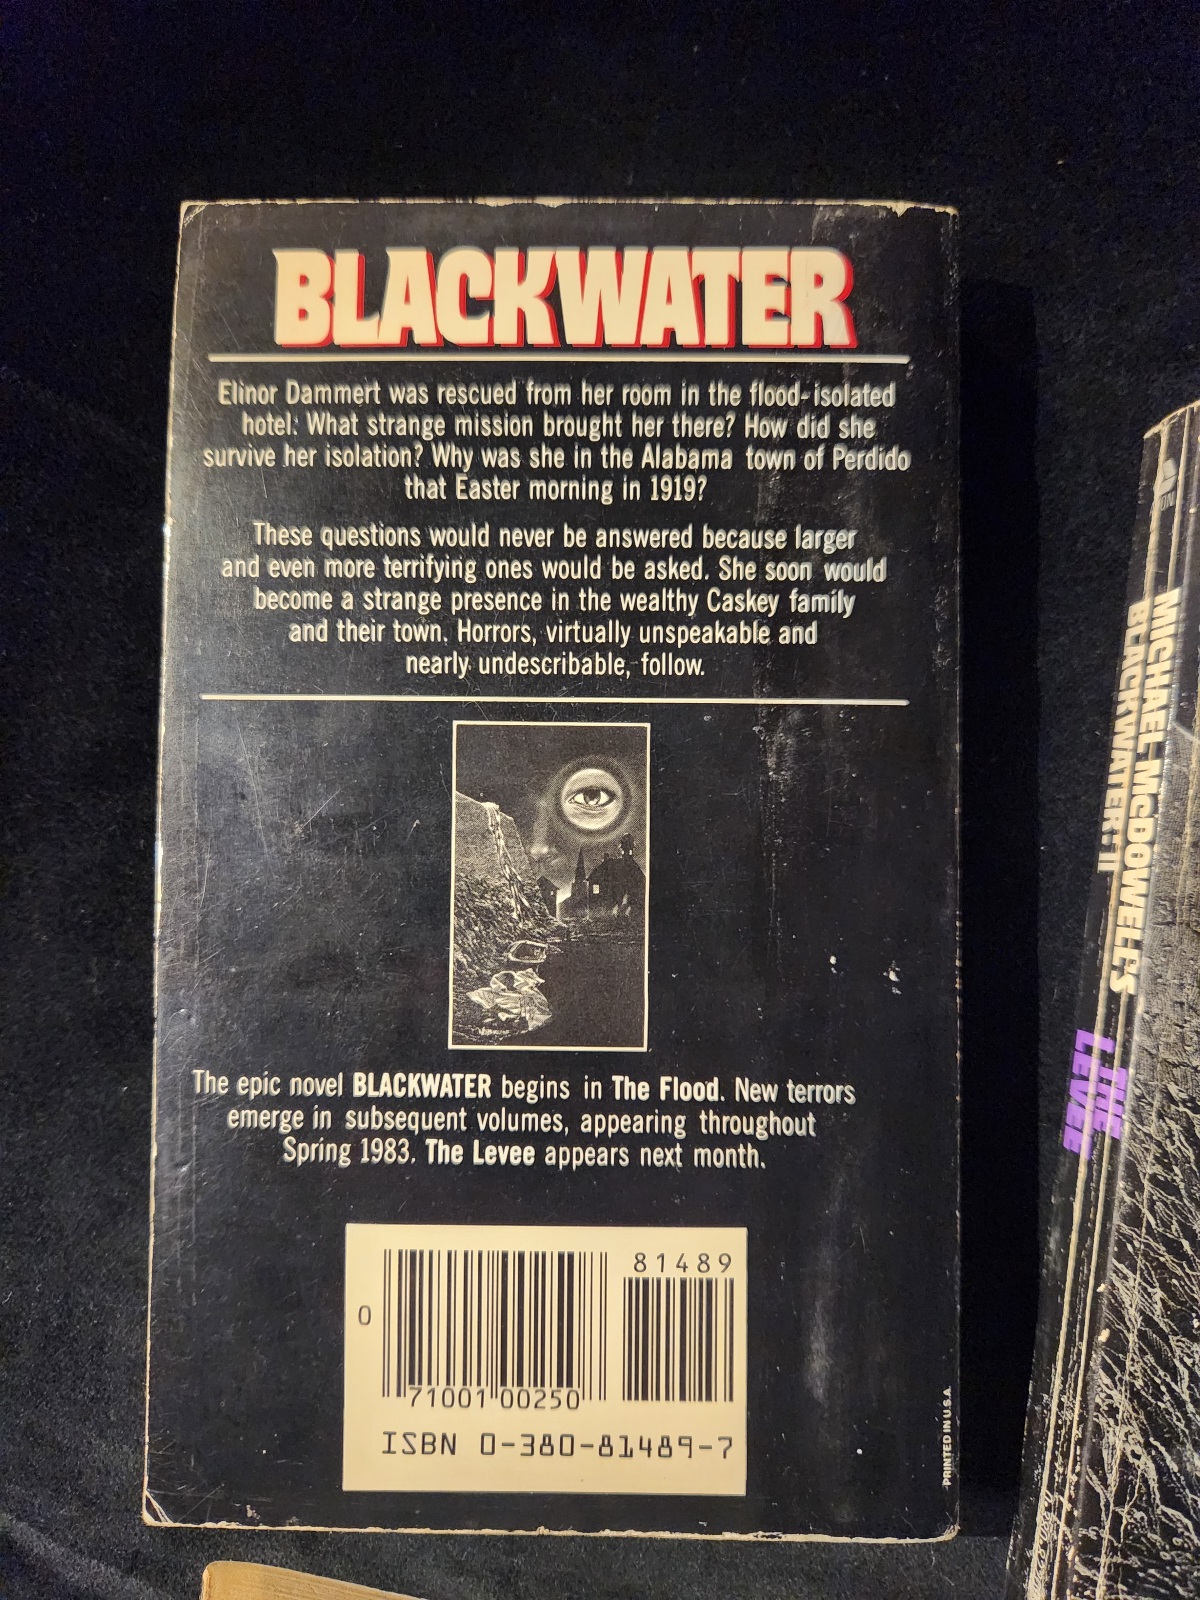 BLACKWATER
Elinor Dammert was rescued from her room in the flood-isolated
hotel. What strange mission brought her there? How did she
survive her isolation? Why was she in the Alabama town of Perdido
that Easter morning in 1919?
These questions would never be answered because larger
and even more terrifying ones would be asked. She soon would
become a strange presence in the wealthy Caskey family
and their town. Horrors, virtually unspeakable and
nearly undescribable, follow.
The epic novel BLACKWATER begins in The Flood. New terrors
emerge in subsequent volumes, appearing throughout
Spring 1983. The Levee appears next month.
81489
0
71001 00250
ISBN 0-380-81489-7
PRINTED IN U.S.A.
MICHAEL McDOWELL'S
BLACKWATER: II
THE
LEVEE